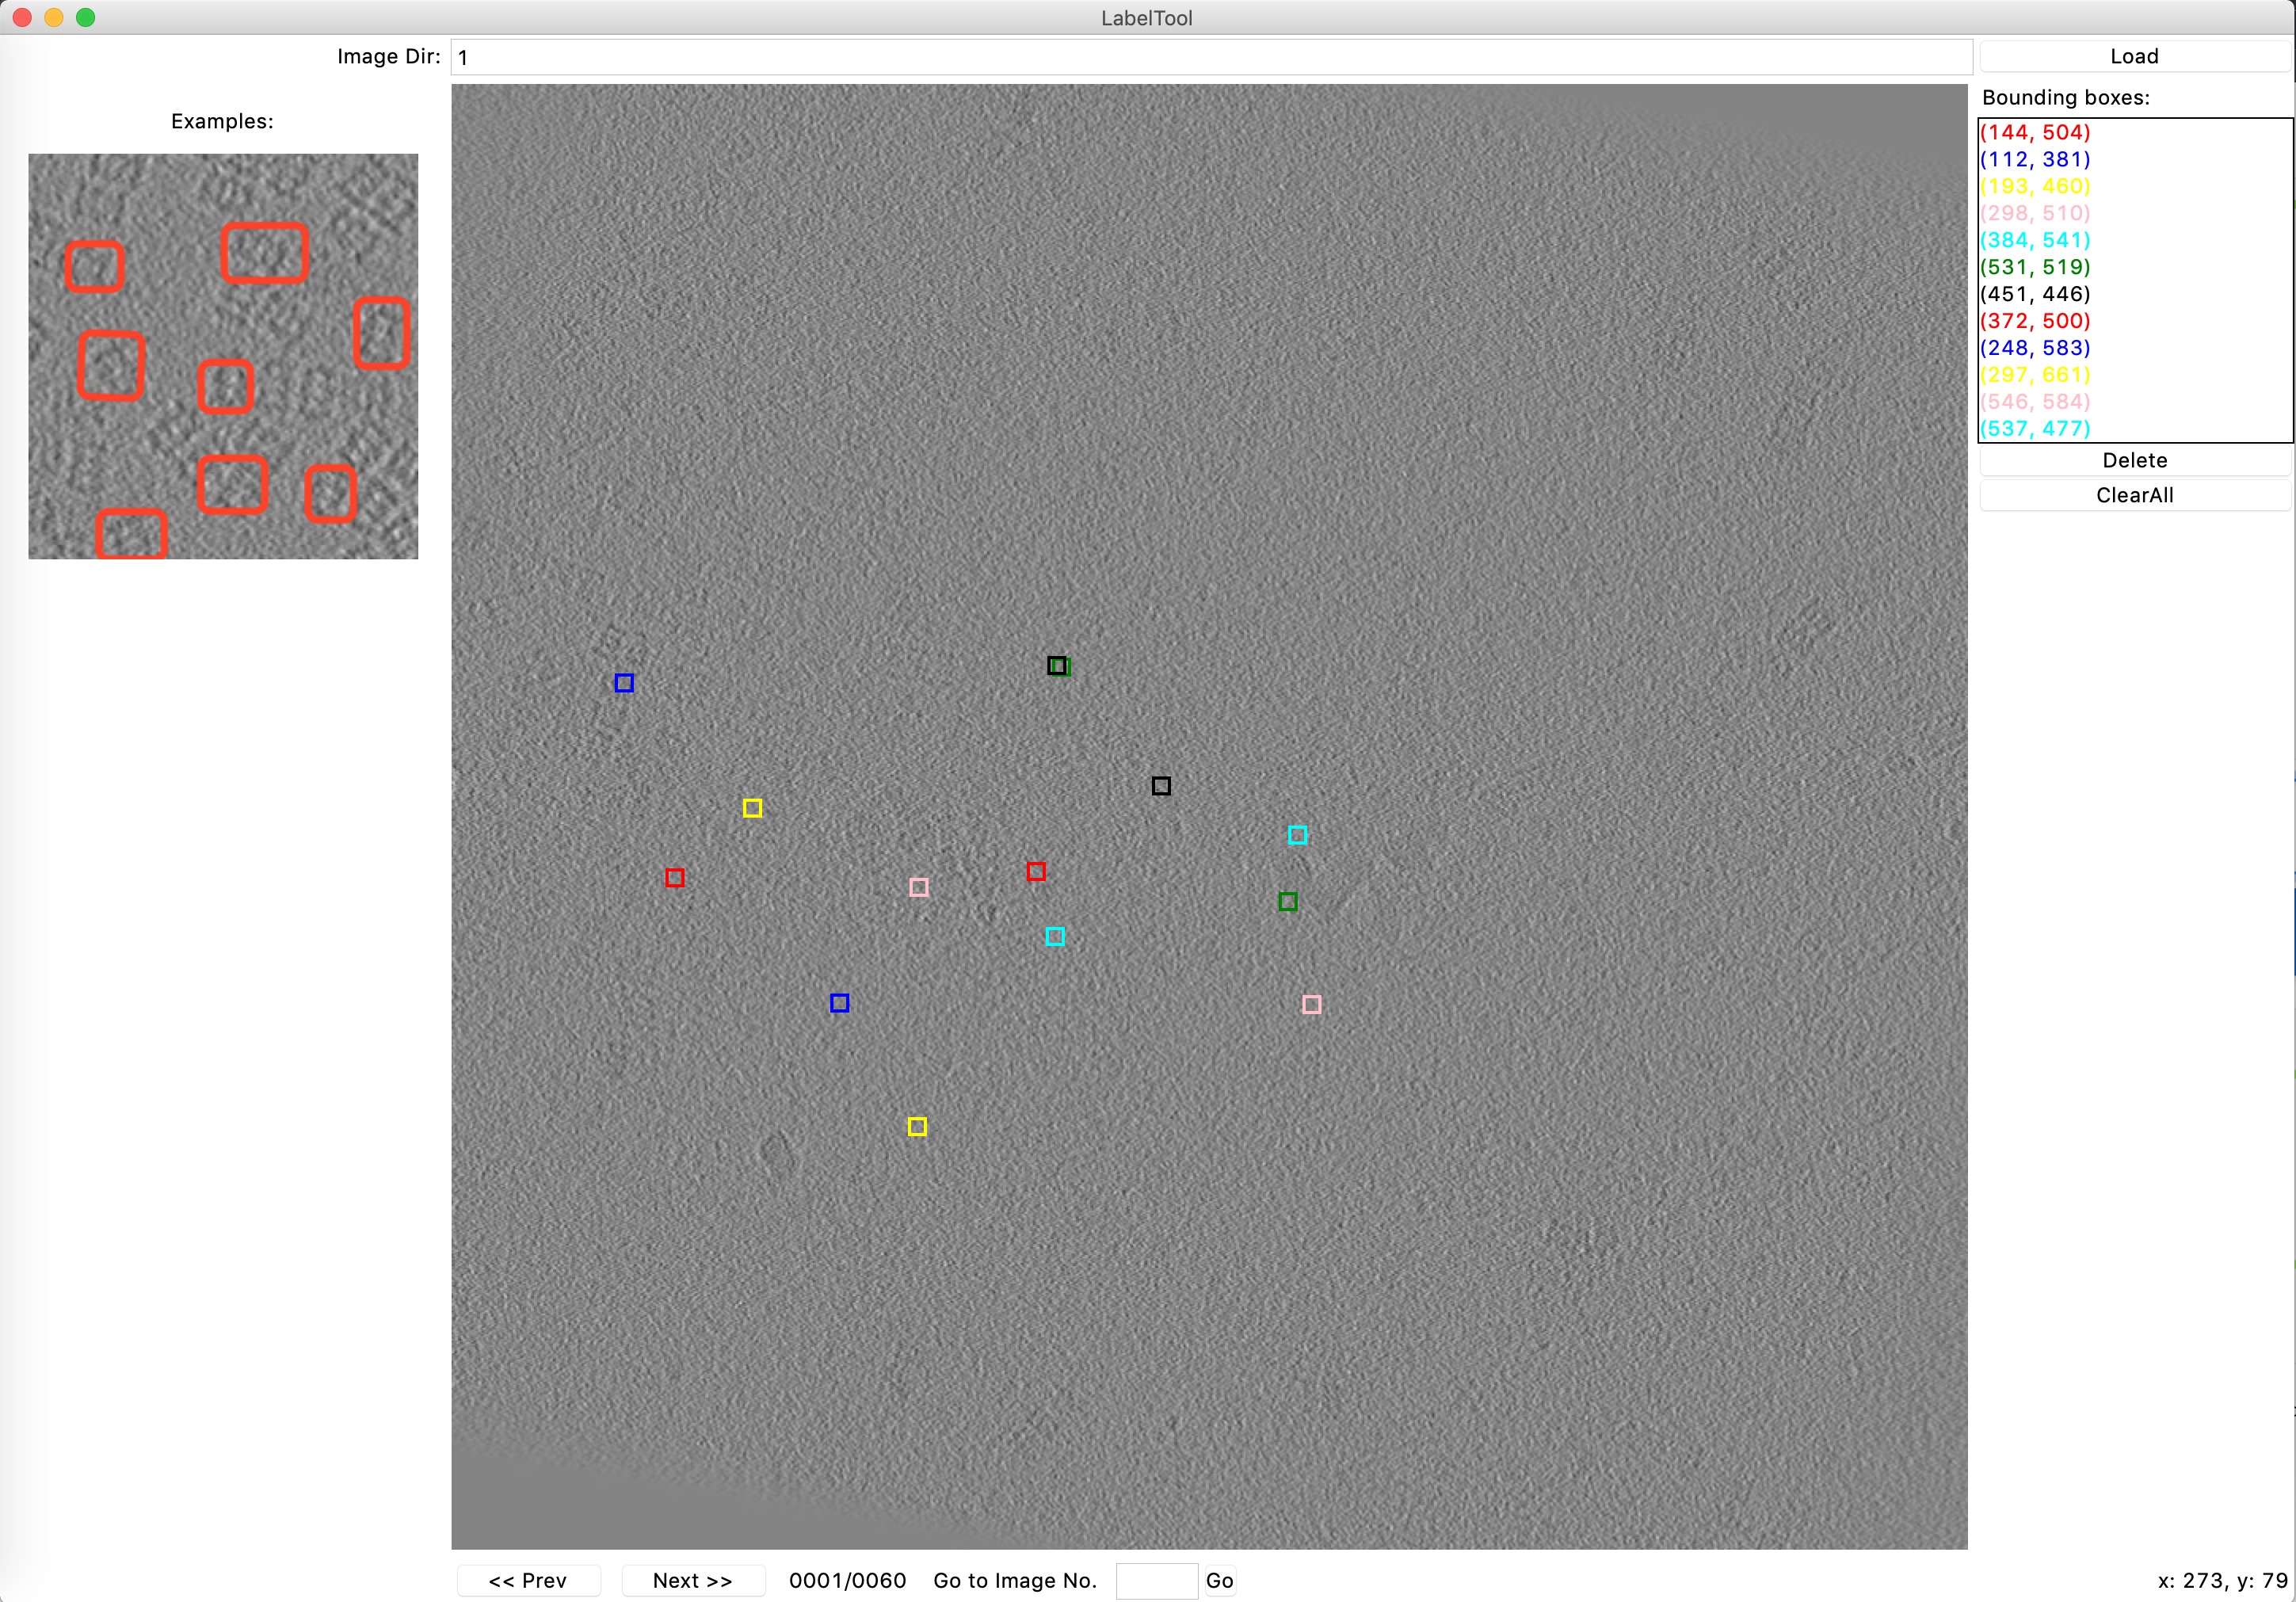 LabelTool
Image Dir: 1 Load
Examples:
Bounding boxes:
(144, 504)
(112, 381)
(193, 460)
(298, 510)
(384, 541)
(531, 519)
(451, 446)
(372, 500)
(248, 583)
(297, 661)
(546, 584)
(537, 477)
Delete
ClearAll
<< Prev Next >> 0001/0060 Go to Image No. Go x: 273, y: 79